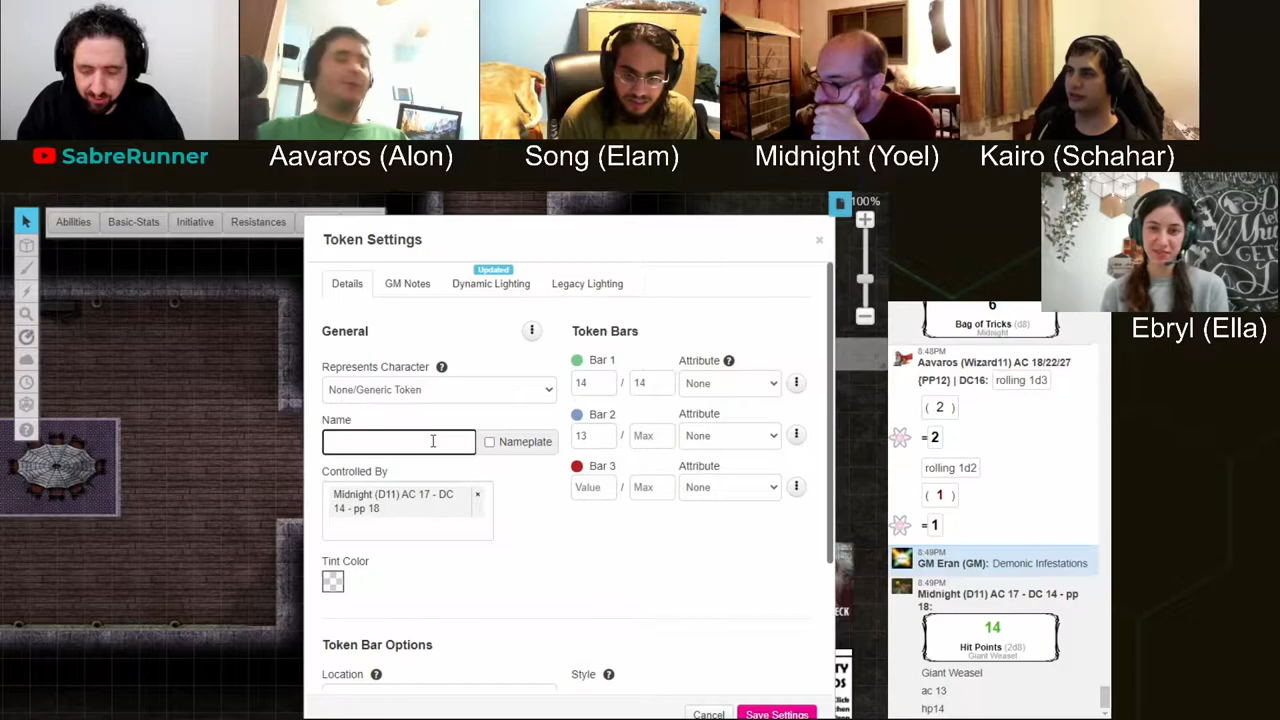 SabreRunner
Aavaros (Alon)
Song (Elam)
Midnight (Yoel)
Kairo (Schahar)
Ebryl (Ella)
Abilities
Basic-Stats
Initiative
Resistances
100%
Token Settings
×
Updated
Details
GM Notes
Dynamic Lighting
Legacy Lighting
General
Represents Character ?
None/Generic Token
Name
Nameplate
Controlled By
Midnight (D11) AC 17 - DC
14 - pp 18
×
Tint Color
Token Bars
Bar 1
Attribute ?
14 / 14
None
Bar 2
Attribute
13 / Max
None
Bar 3
Attribute
Value / Max
None
Token Bar Options
Location ?
Style ?
Cancel
Save Settings
6
Bag of Tricks (d8)
Midnight
8:48PM
Aavaros (Wizard11) AC 18/22/27
{PP12} | DC16: rolling 1d3
( 2 )
= 2
rolling 1d2
( 1 )
= 1
8:49PM
GM Eran (GM): Demonic Infestations
8:49PM
Midnight (D11) AC 17 - DC 14 - pp
18:
14
Hit Points (2d8)
Giant Weasel
Giant Weasel
ac 13
hp14